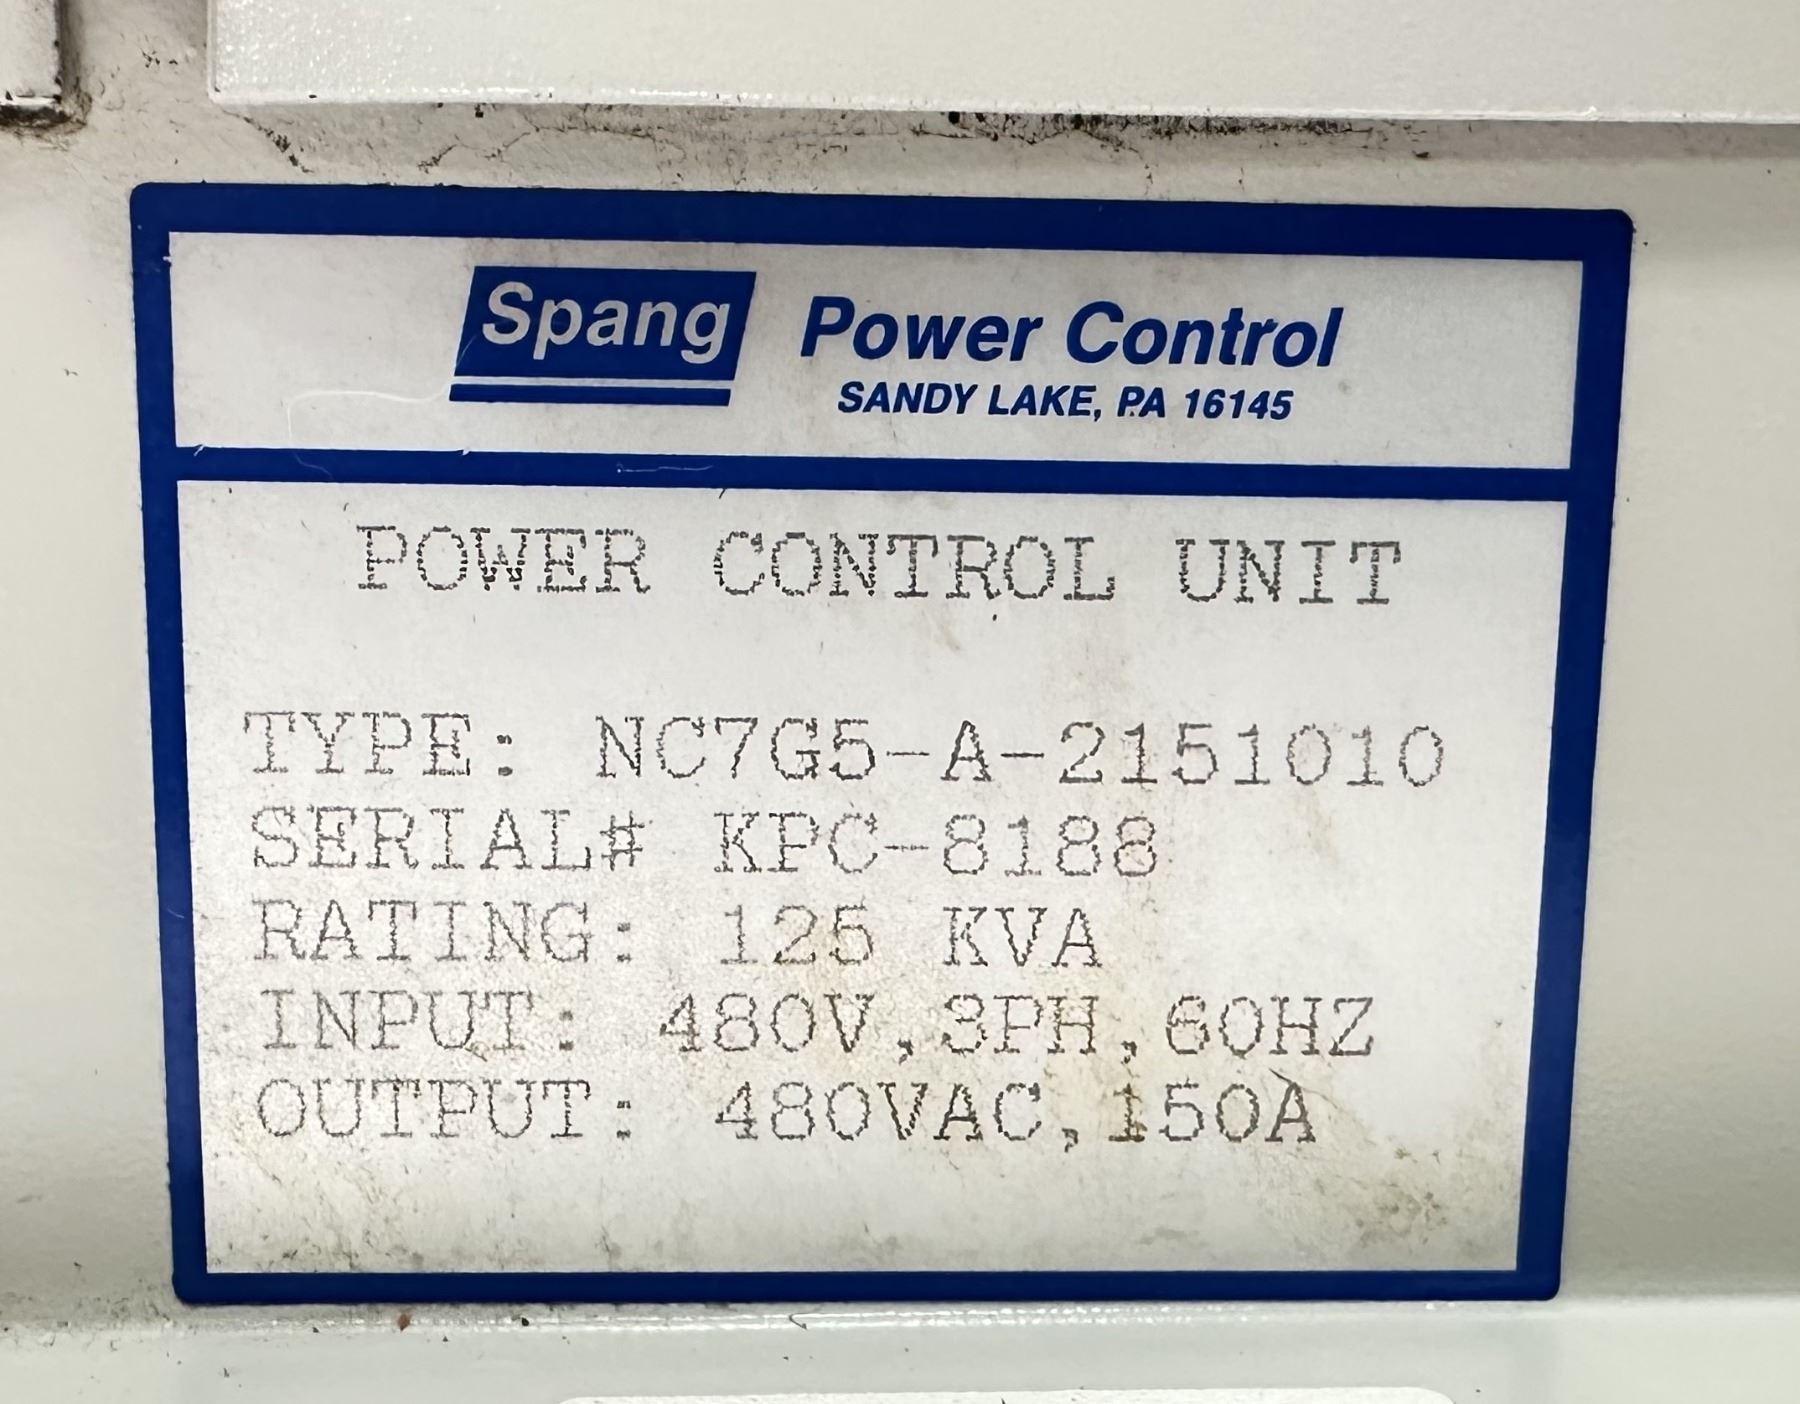 Spang Power Control
SANDY LAKE, PA 16145
POWER CONTROL UNIT
TYPE: NC7G5-A-2151010
SERIAL# KPC-8188
RATING: 125 KVA
INPUT: 480V,3PH,60HZ
OUTPUT: 480VAC,150A